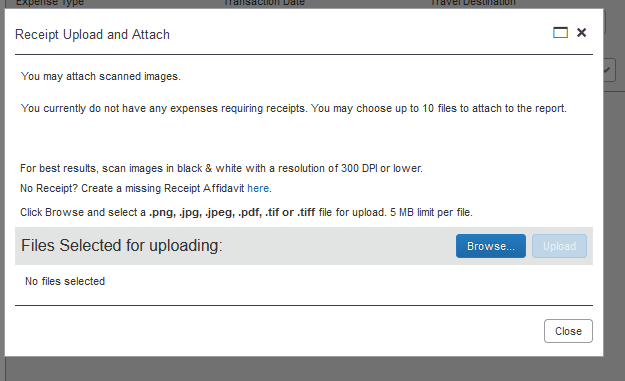 Expense Type Transaction Date Travel Destination
Receipt Upload and Attach
You may attach scanned images.
You currently do not have any expenses requiring receipts. You may choose up to 10 files to attach to the report.
For best results, scan images in black & white with a resolution of 300 DPI or lower.
No Receipt? Create a missing Receipt Affidavit here.
Click Browse and select a .png, .jpg, .jpeg, .pdf, .tif or .tiff file for upload. 5 MB limit per file.
Files Selected for uploading: Browse... Upload
No files selected
Close